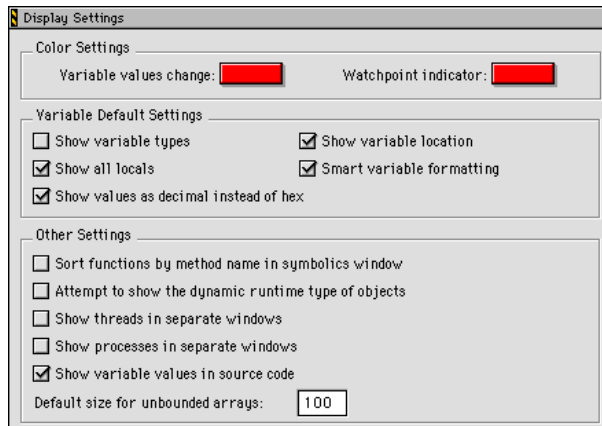 Display Settings
Color Settings
Variable values change:
Watchpoint indicator:
Variable Default Settings
Show variable types
Show variable location
Show all locals
Smart variable formatting
Show values as decimal instead of hex
Other Settings
Sort functions by method name in symbolics window
Attempt to show the dynamic runtime type of objects
Show threads in separate windows
Show processes in separate windows
Show variable values in source code
Default size for unbounded arrays: 100